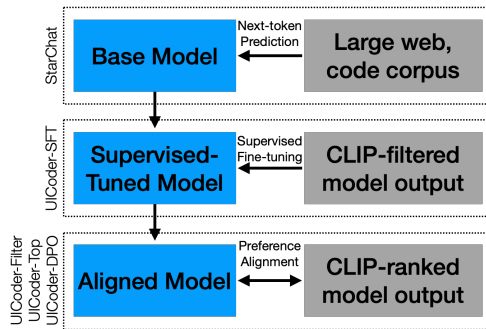 StarChat
Base Model
Next-token
Prediction
Large web,
code corpus
UICoder-SFT
Supervised-
Tuned Model
Supervised
Fine-tuning
CLIP-filtered
model output
UICoder-Filter
UICoder-Top
UICoder-DPO
Aligned Model
Preference
Alignment
CLIP-ranked
model output